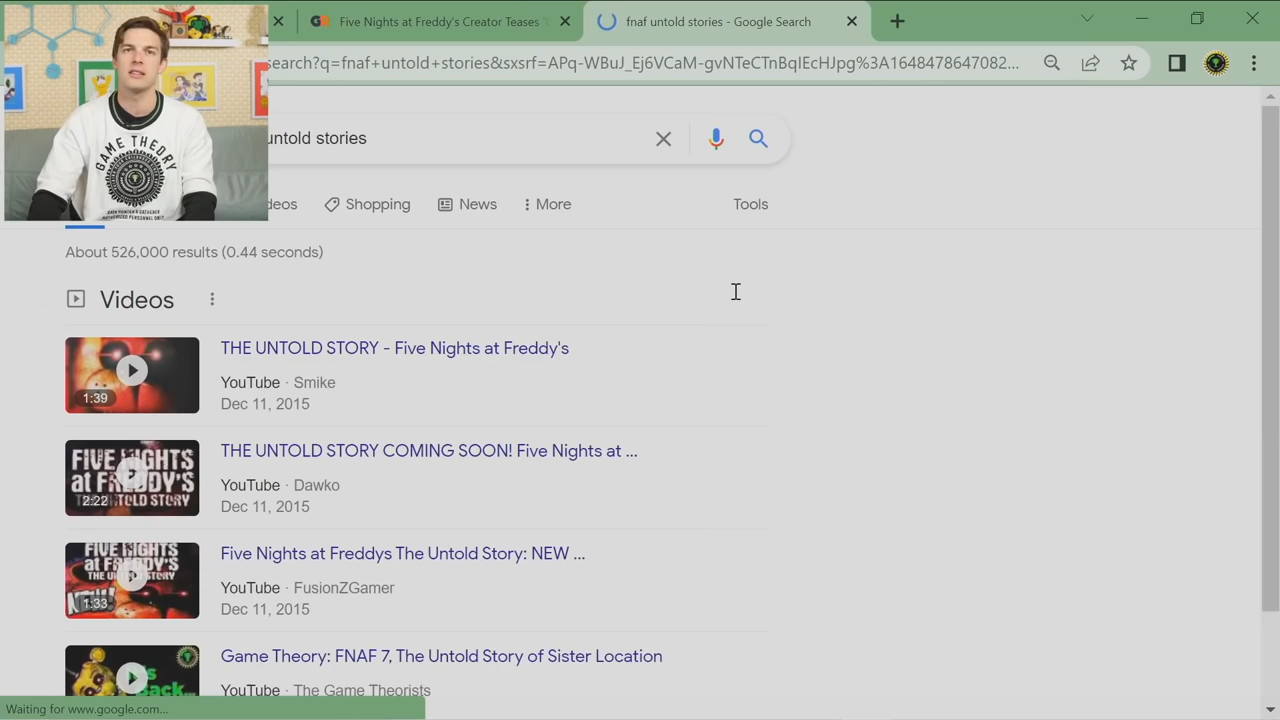 Five Nights at Freddy's Creator Teases
fnaf untold stories - Google Search
search?q=fnaf+untold+stories&sxsrf=APq-WBuJ_Ej6VCaM-gvNTeCTnBqIEcHJpg%3A1648478647082...
GAME THEORY
untold stories
Shopping
News
More
Tools
About 526,000 results (0.44 seconds)
Videos
THE UNTOLD STORY - Five Nights at Freddy's
YouTube · Smike
1:39
Dec 11, 2015
THE UNTOLD STORY COMING SOON! Five Nights at ...
FIVE NIGHTS
at FREDDY'S
YouTube · Dawko
2:22
Dec 11, 2015
Five Nights at Freddys The Untold Story: NEW ...
FIVE NIGHTS
at FREDDY'S
THE UNTOLD STORY
YouTube · FusionZGamer
NEW!
1:33
Dec 11, 2015
Game Theory: FNAF 7, The Untold Story of Sister Location
YouTube · The Game Theorists
Waiting for www.google.com...